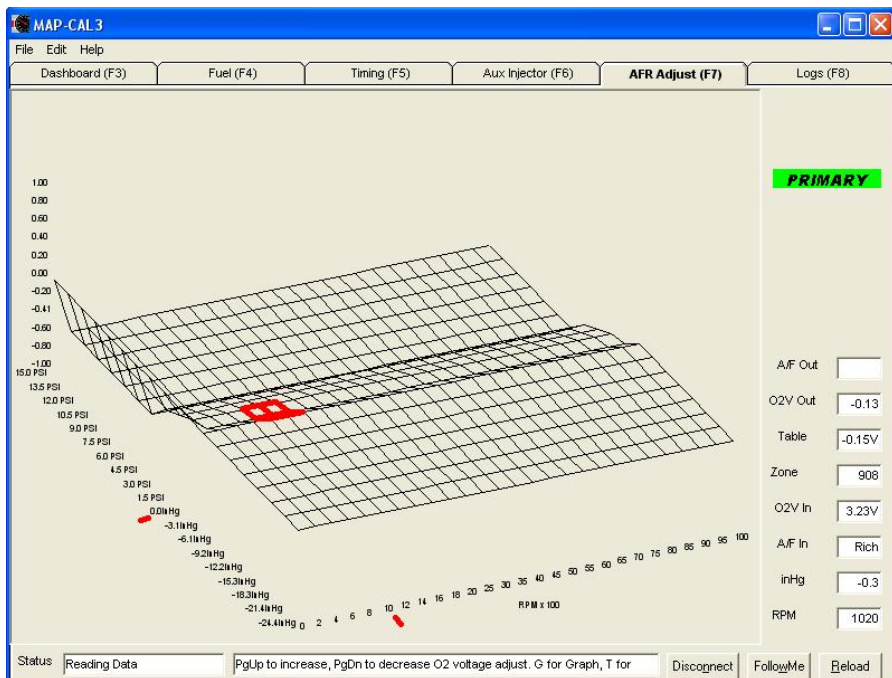 MAP-CAL 3
File Edit Help
Dashboard (F3) Fuel (F4) Timing (F5) Aux Injector (F6) AFR Adjust (F7) Logs (F8)
PRIMARY
1.00
0.80
0.60
0.40
0.20
0.00
-0.20
-0.41
-0.60
-0.80
-1.00
15.0 PSI
13.5 PSI
12.0 PSI
10.5 PSI
9.0 PSI
7.5 PSI
6.0 PSI
4.5 PSI
3.0 PSI
1.5 PSI
0.0InHg
-3.1InHg
-6.1InHg
-9.2InHg
-12.2InHg
-15.3InHg
-18.3InHg
-21.4InHg
-24.4InHg
0 2 4 6 8 10 12 14 16 18 20 25 30 35 40 45 50 55 60 65 70 75 80 85 90 95 100
RPM x 100
A/F Out
O2V Out -0.13
Table -0.15V
Zone 908
O2V In 3.23V
A/F In Rich
inHg -0.3
RPM 1020
Status Reading Data PgUp to increase, PgDn to decrease O2 voltage adjust. G for Graph, T for Disconnect FollowMe Reload